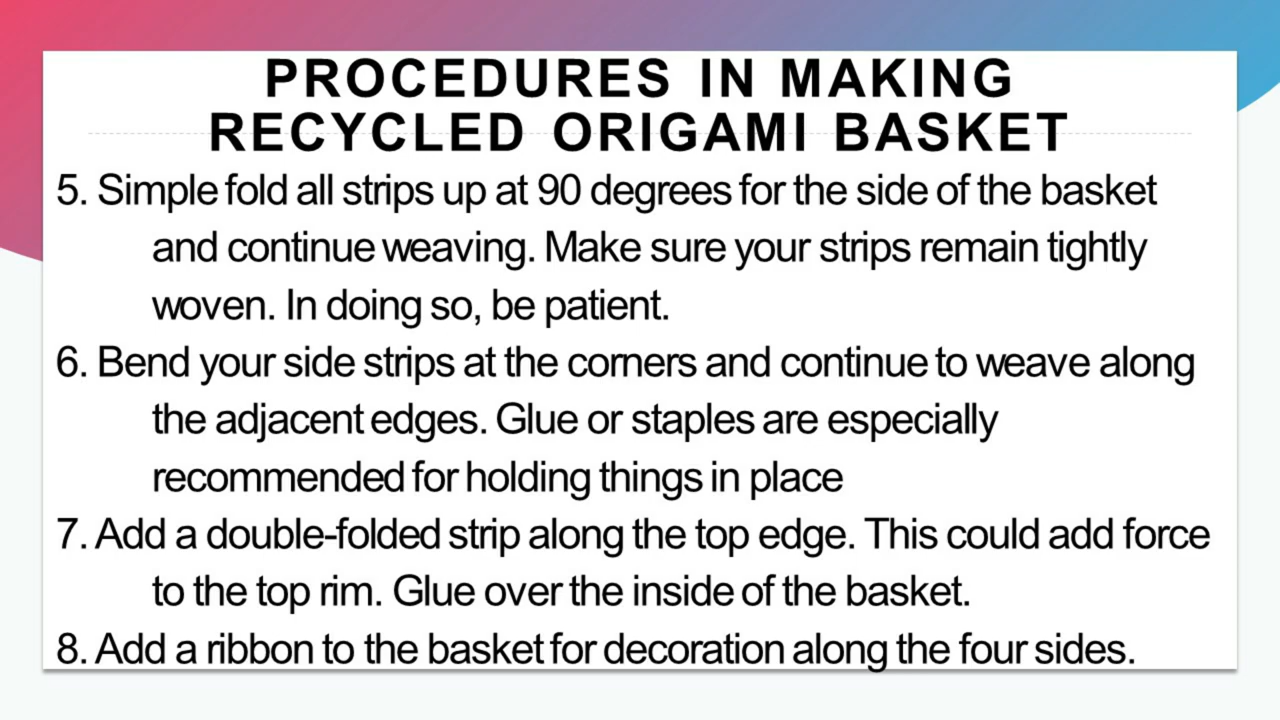 PROCEDURES IN MAKING
RECYCLED ORIGAMI BASKET
5. Simple fold all strips up at 90 degrees for the side of the basket
and continue weaving. Make sure your strips remain tightly
woven. In doing so, be patient.
6. Bend your side strips at the corners and continue to weave along
the adjacent edges. Glue or staples are especially
recommended for holding things in place
7. Add a double-folded strip along the top edge. This could add force
to the top rim. Glue over the inside of the basket.
8. Add a ribbon to the basket for decoration along the four sides.